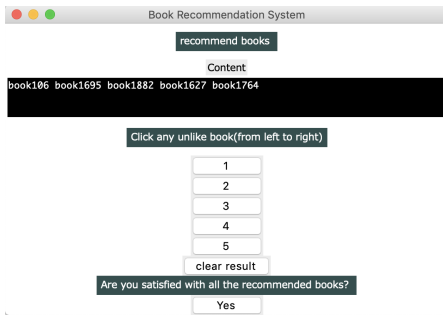 Book Recommendation System
recommend books
Content
book106 book1695 book1882 book1627 book1764
Click any unlike book(from left to right)
1
2
3
4
5
clear result
Are you satisfied with all the recommended books?
Yes